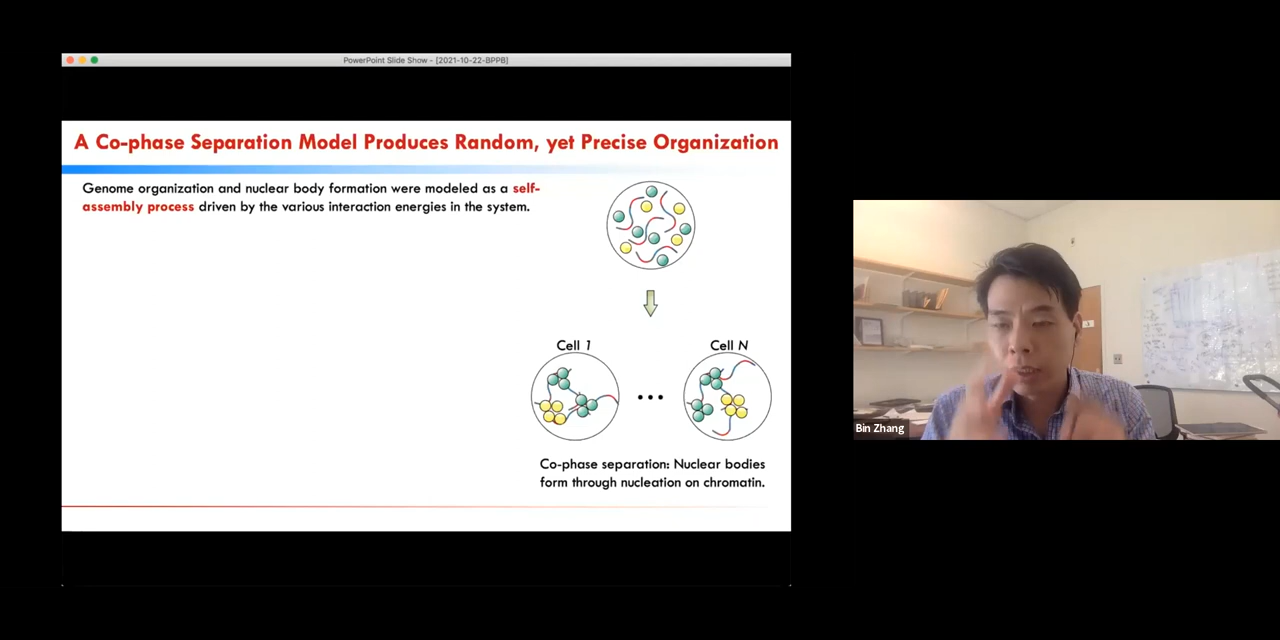 PowerPoint Slide Show - [2021-10-22-BPPB]
A Co-phase Separation Model Produces Random, yet Precise Organization
Genome organization and nuclear body formation were modeled as a self-
assembly process driven by the various interaction energies in the system.
Cell 1
Cell N
Co-phase separation: Nuclear bodies
form through nucleation on chromatin.
Bin Zhang